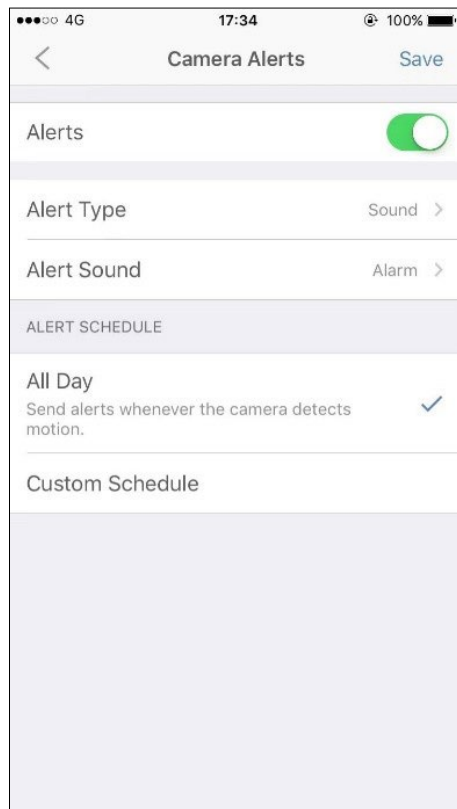 4G 17:34 100%
Camera Alerts Save
Alerts
Alert Type Sound
Alert Sound Alarm
ALERT SCHEDULE
All Day
Send alerts whenever the camera detects
motion.
Custom Schedule